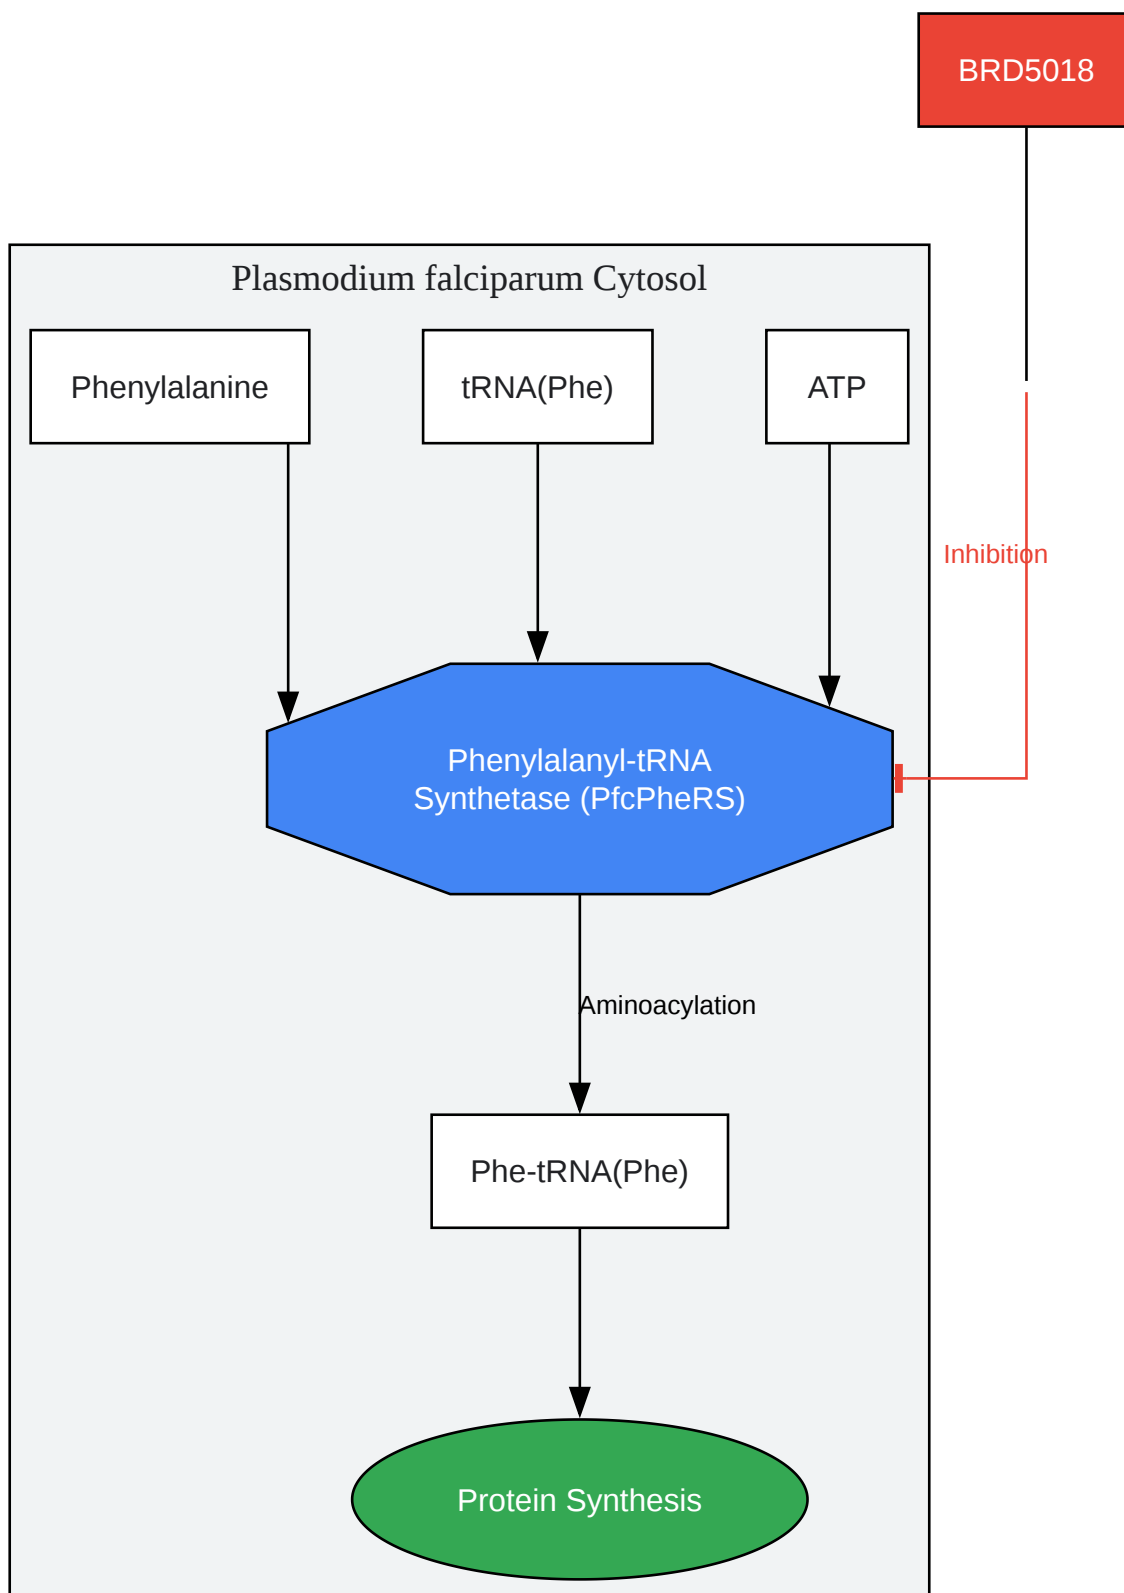 BRD5018
Plasmodium falciparum Cytosol
Phenylalanine
tRNA(Phe)
ATP
Inhibition
Phenylalanyl-tRNA
Synthetase (PfcPheRS)
Aminoacylation
Phe-tRNA(Phe)
Protein Synthesis